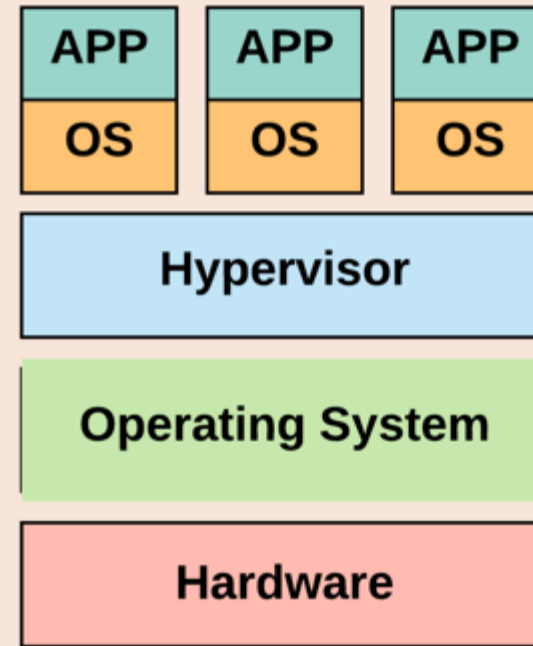 APP APP APP
OS OS OS
Hypervisor
Operating System
Hardware